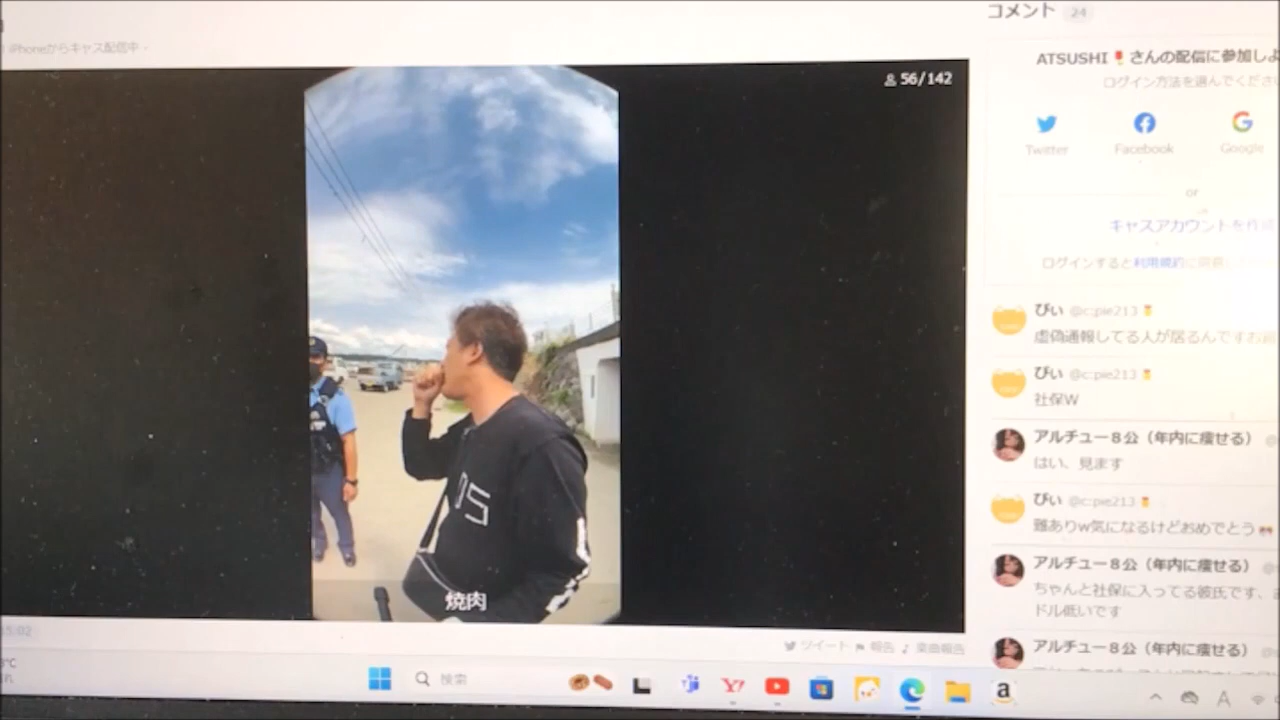 コメント 24
iPhoneからキャス配信中 -
56/142
ATSUSHI さんの配信に参加しよ
ログイン方法を選んでくださ
Twitter
Facebook
Google
or
キャスアカウントを作成
ログインすると利用規約に
ぴぃ @c:pie213
虚偽通報してる人が居るんですお
ぴぃ @c:pie213
社保W
アルチュー８公（年内に痩せる）
はい、見ます
ぴぃ @c:pie213
難ありw気になるけどおめでとう
アルチュー８公（年内に痩せる）
ちゃんと社保に入ってる彼氏です、
ドル低いです
アルチュー８公（年内に痩せる）
05
焼肉
15:02
ツイート 報告 楽曲報告
検索
A